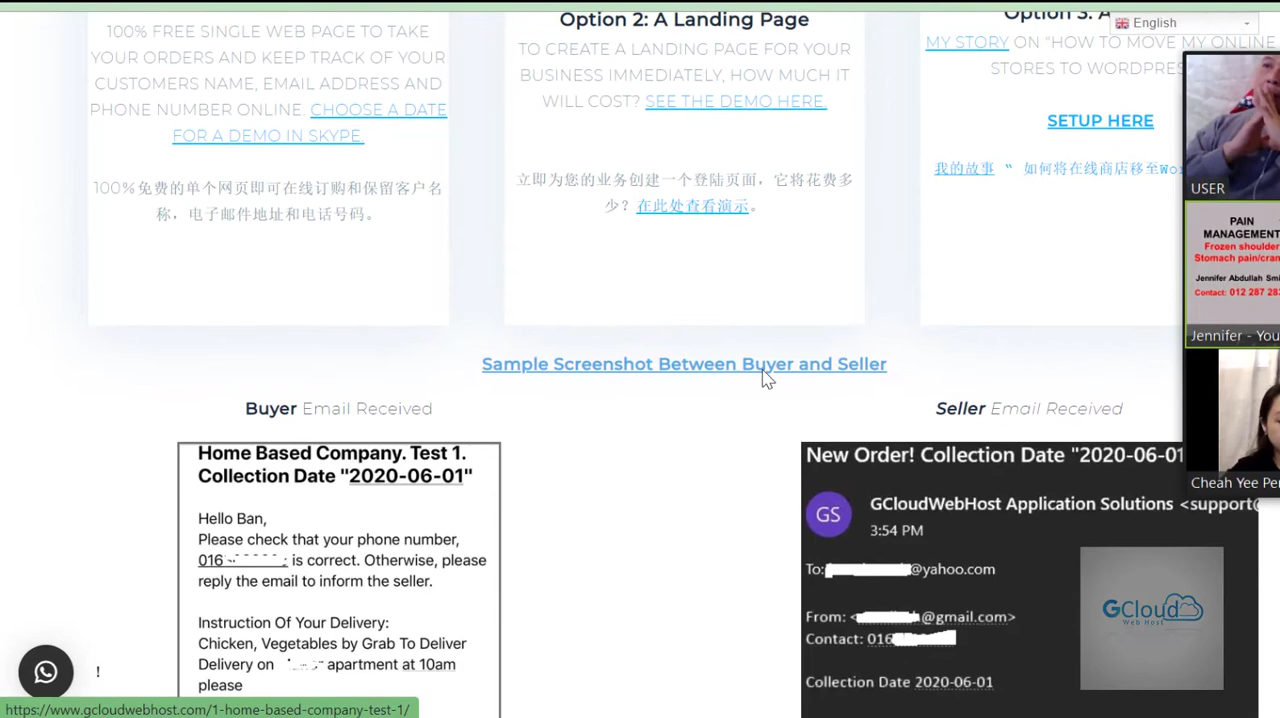 100% FREE SINGLE WEB PAGE TO TAKE
YOUR ORDERS AND KEEP TRACK OF YOUR
CUSTOMERS NAME, EMAIL ADDRESS AND
PHONE NUMBER ONLINE. CHOOSE A DATE
FOR A DEMO IN SKYPE.
100%免费的单个网页即可在线订购和保留客户名
称，电子邮件地址和电话号码。
Option 2: A Landing Page
TO CREATE A LANDING PAGE FOR YOUR
BUSINESS IMMEDIATELY, HOW MUCH IT
WILL COST? SEE THE DEMO HERE.
立即为您的业务创建一个登陆页面，它将花费多
少？在此处查看演示。
Option 3: A
English
MY STORY ON "HOW TO MOVE MY ONLINE
STORES TO WORDPRES
SETUP HERE
我的故事 “ 如何将在线商店移至Wor
USER
PAIN
MANAGEMENT
Frozen shoulde
Stomach pain/cram
Jennifer Abdullah Smi
Contact: 012 287 28
Jennifer - You
Cheah Yee Pe
Sample Screenshot Between Buyer and Seller
Buyer Email Received
Home Based Company. Test 1.
Collection Date "2020-06-01"
Hello Ban,
Please check that your phone number,
016 is correct. Otherwise, please
reply the email to inform the seller.
Instruction Of Your Delivery:
Chicken, Vegetables by Grab To Deliver
Delivery on apartment at 10am
please
Seller Email Received
New Order! Collection Date "2020-06-01
GS
GCloudWebHost Application Solutions <support@
3:54 PM
To: @yahoo.com
From: < @gmail.com>
Contact: 016
Collection Date 2020-06-01
GCloud
Web Host
!
https://www.gcloudwebhost.com/1-home-based-company-test-1/